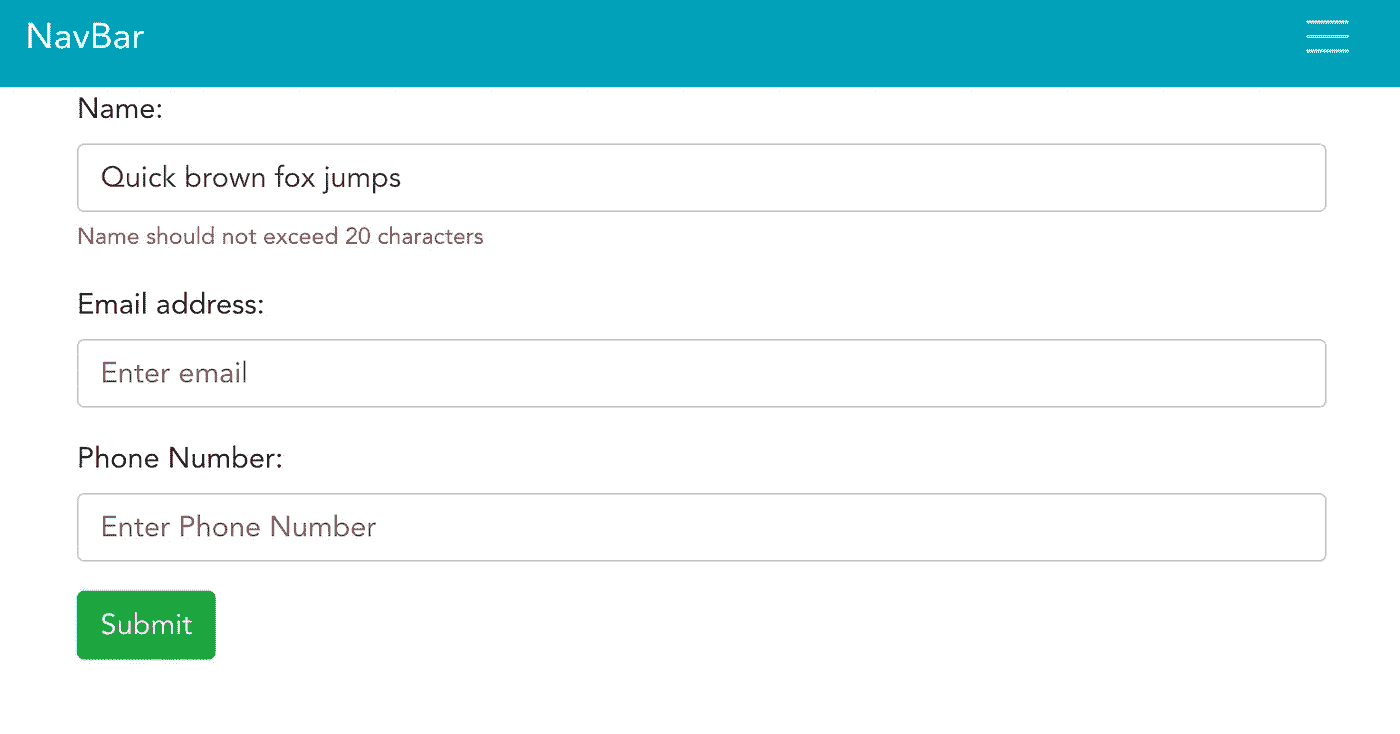 NavBar
Name:
Quick brown fox jumps
Name should not exceed 20 characters
Email address:
Enter email
Phone Number:
Enter Phone Number
Submit